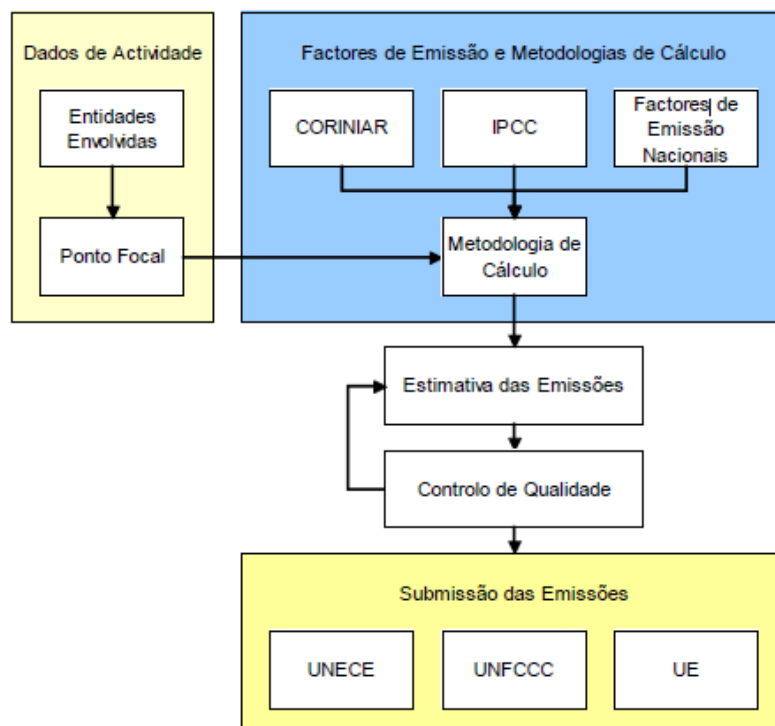 Dados de Actividade
Entidades
Envolvidas
Ponto Focal
Factores de Emissão e Metodologias de Cálculo
CORINIAR
IPCC
Factores de
Emissão
Nacionais
Metodologia de
Cálculo
Estimativa das Emissões
Controlo de Qualidade
Submissão das Emissões
UNECE
UNFCCC
UE